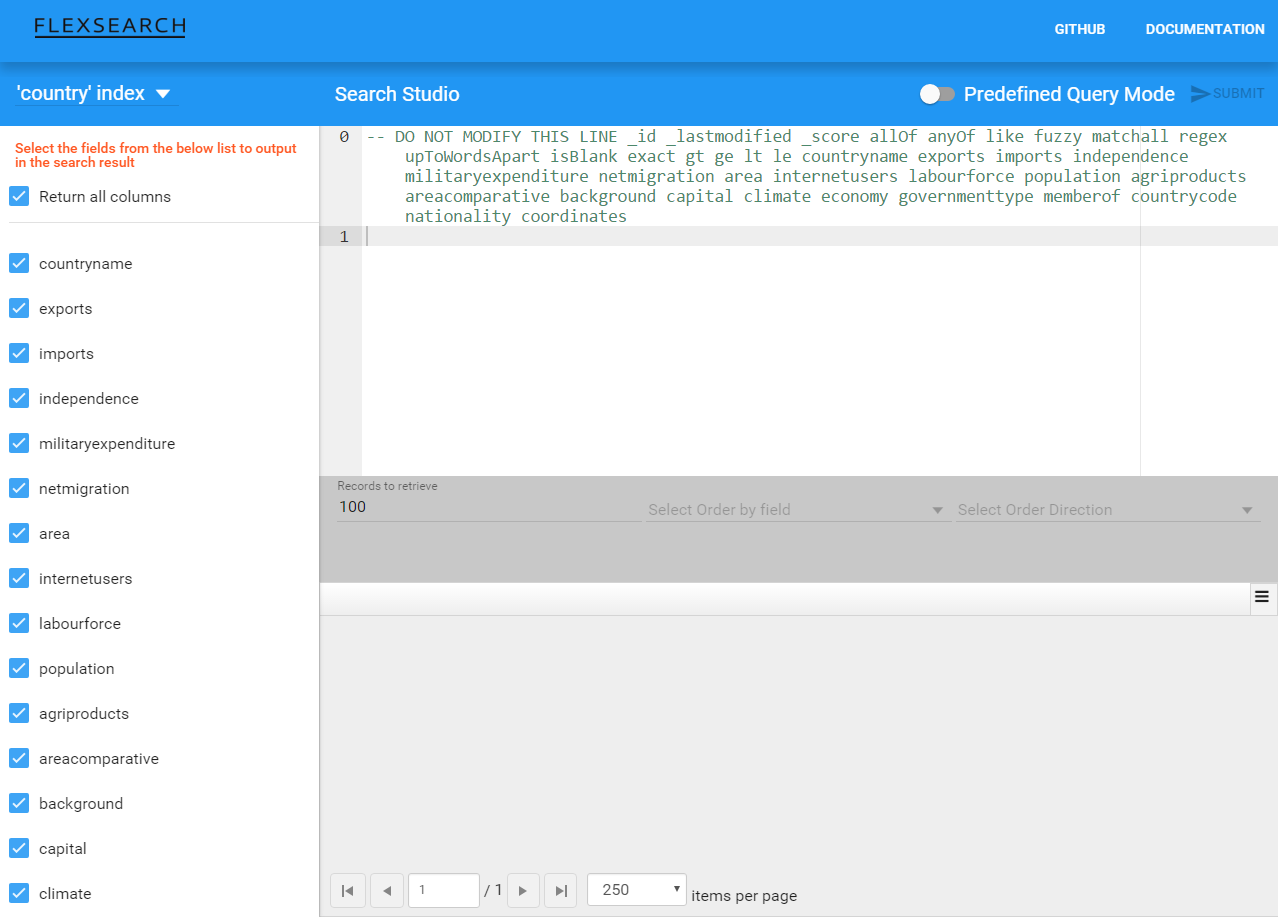 FLEXSEARCH
GITHUB
DOCUMENTATION
'country' index
Search Studio
Predefined Query Mode
SUBMIT
Select the fields from the below list to output
in the search result
Return all columns
countryname
exports
imports
independence
militaryexpenditure
netmigration
area
internetusers
labourforce
population
agriproducts
areacomparative
background
capital
climate
0 -- DO NOT MODIFY THIS LINE _id _lastmodified _score allOf anyOf like fuzzy matchall regex
upToWordsApart isBlank exact gt ge lt le countryname exports imports independence
militaryexpenditure netmigration area internetusers labourforce population agriproducts
areacomparative background capital climate economy governmenttype memberof countrycode
nationality coordinates
1
Records to retrieve
100
Select Order by field
Select Order Direction
1 / 1
250
items per page